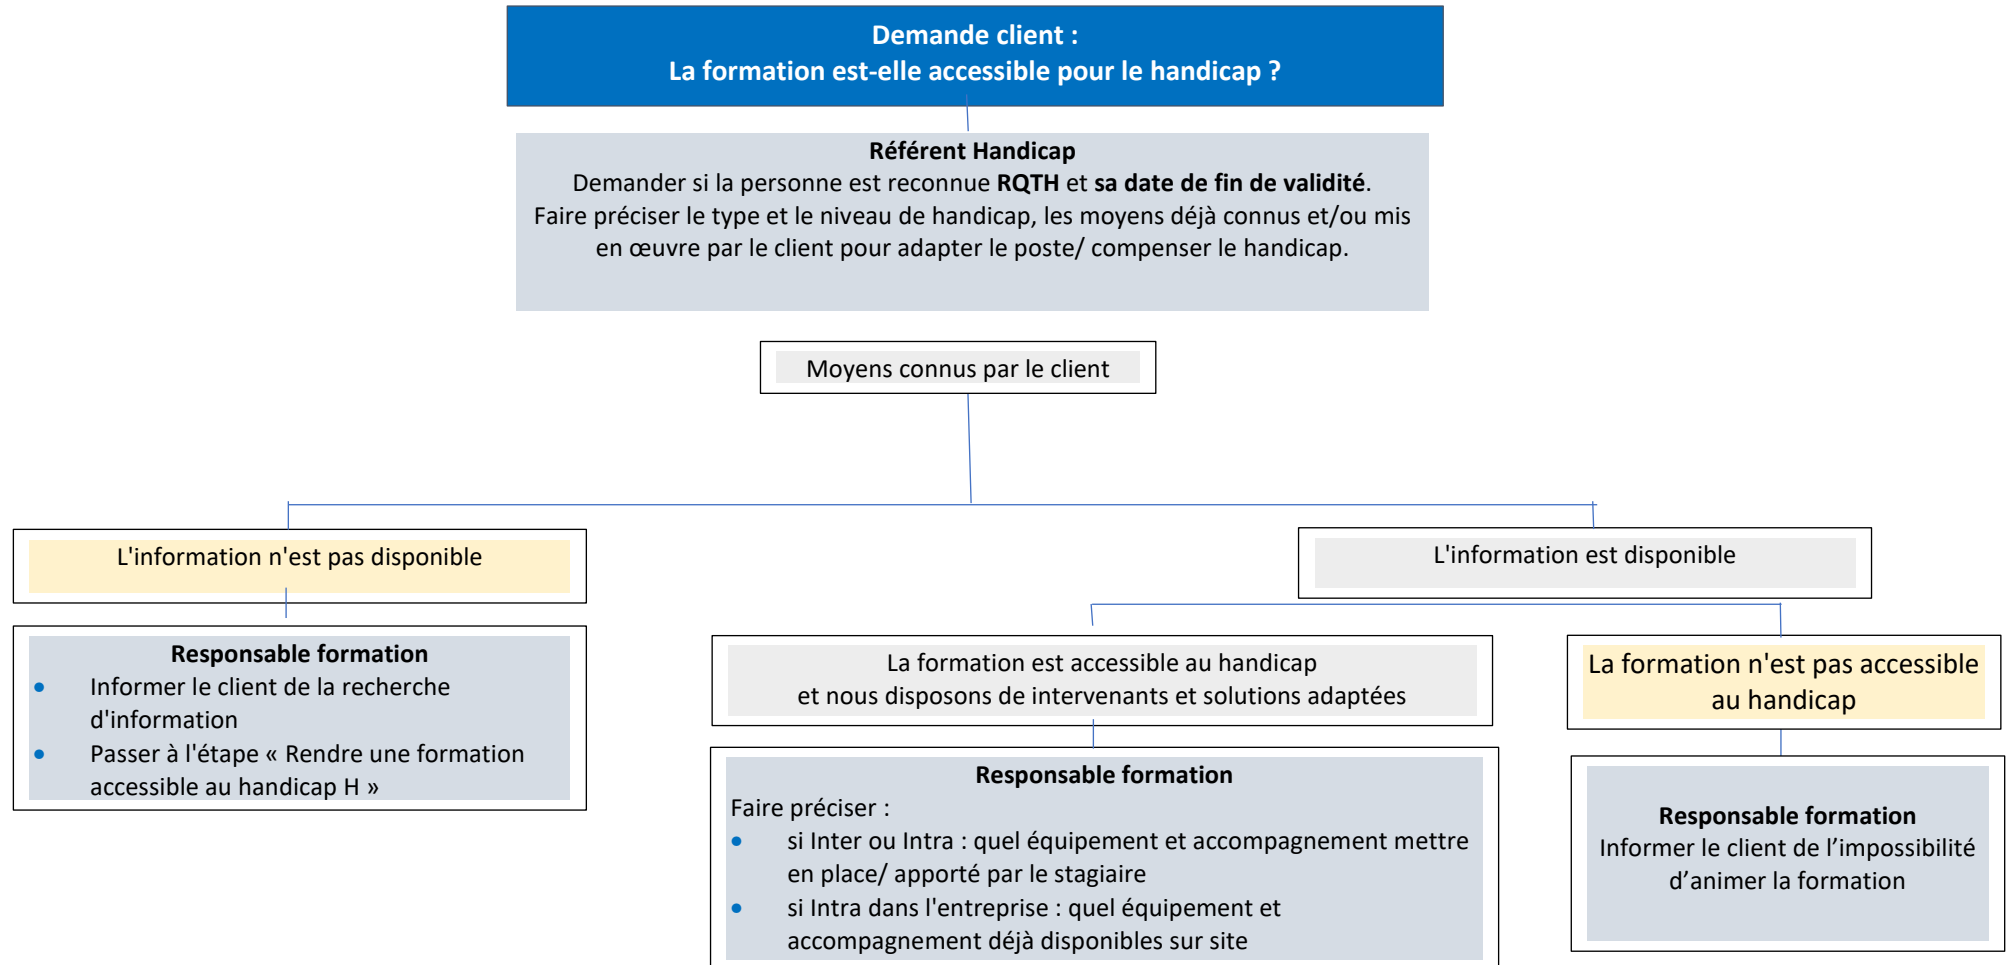 Demande client :
La formation est-elle accessible pour le handicap ?
Référent Handicap
Demander si la personne est reconnue RQTH et sa date de fin de validité.
Faire préciser le type et le niveau de handicap, les moyens déjà connus et/ou mis
en œuvre par le client pour adapter le poste/ compenser le handicap.
Moyens connus par le client
L'information n'est pas disponible
L'information est disponible
Responsable formation
• Informer le client de la recherche
d'information
• Passer à l'étape « Rendre une formation
accessible au handicap H »
La formation est accessible au handicap
et nous disposons de intervenants et solutions adaptées
La formation n'est pas accessible
au handicap
Responsable formation
Faire préciser :
• si Inter ou Intra : quel équipement et accompagnement mettre
en place/ apporté par le stagiaire
• si Intra dans l'entreprise : quel équipement et
accompagnement déjà disponibles sur site
Responsable formation
Informer le client de l’impossibilité
d’animer la formation